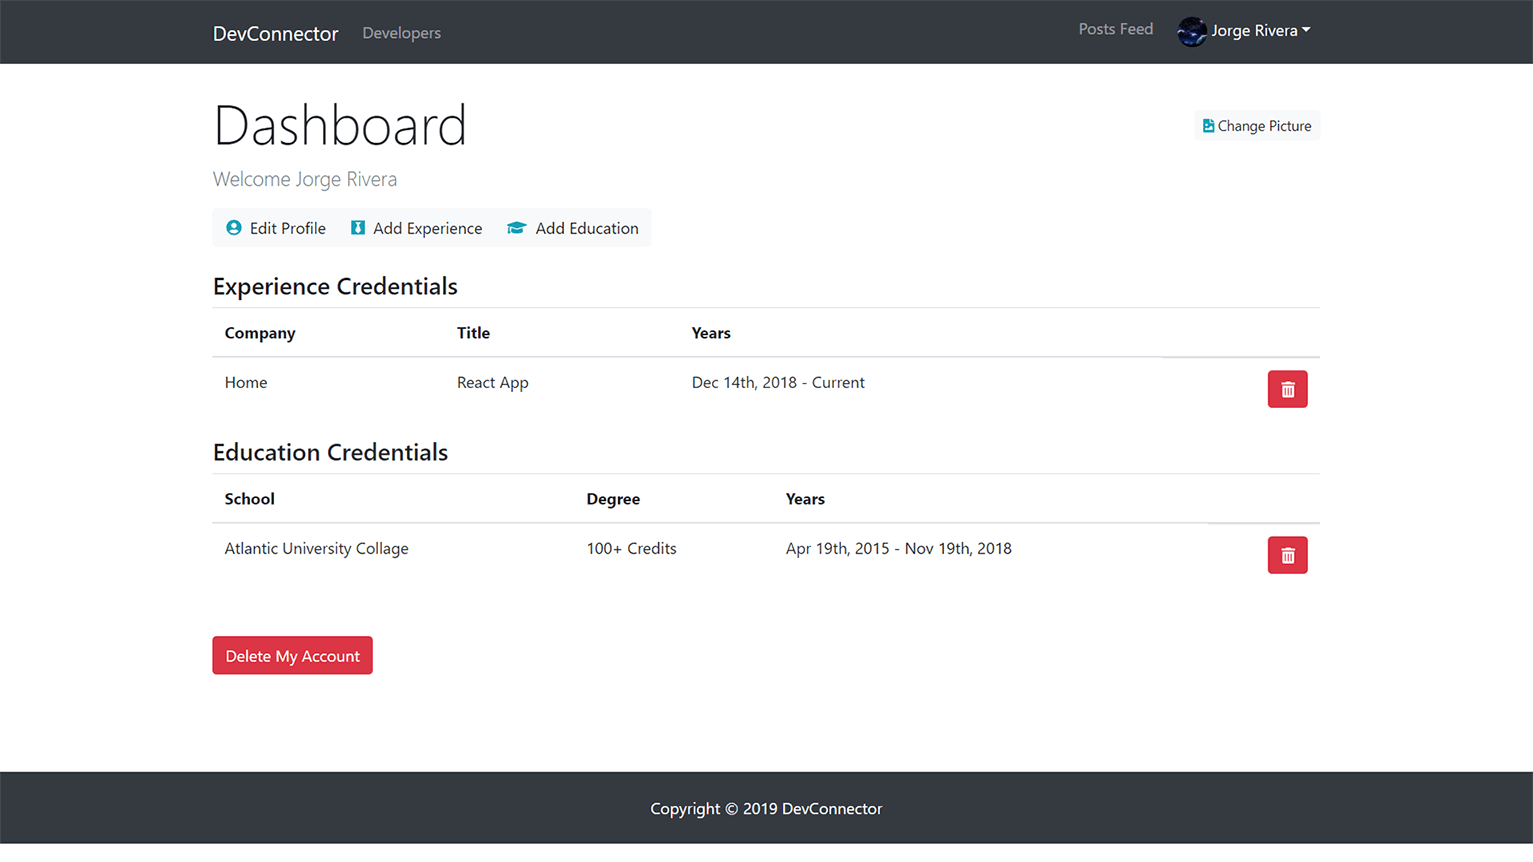 DevConnector Developers Posts Feed Jorge Rivera
Dashboard
Change Picture
Welcome Jorge Rivera
Edit Profile Add Experience Add Education
Experience Credentials
Company Title Years
Home React App Dec 14th, 2018 - Current
Education Credentials
School Degree Years
Atlantic University Collage 100+ Credits Apr 19th, 2015 - Nov 19th, 2018
Delete My Account
Copyright © 2019 DevConnector